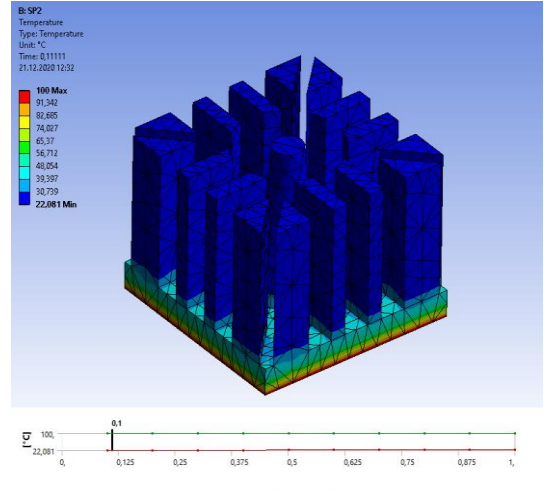 B: SP2
Temperature
Type: Temperature
Unit: °C
Time: 0,11111
21.12.2020 12:32
100 Max
91,342
82,685
74,027
65,37
56,712
48,054
39,397
30,739
22,081 Min
0,1
[°C]
100,
22,081
0, 0,125 0,25 0,375 0,5 0,625 0,75 0,875 1,